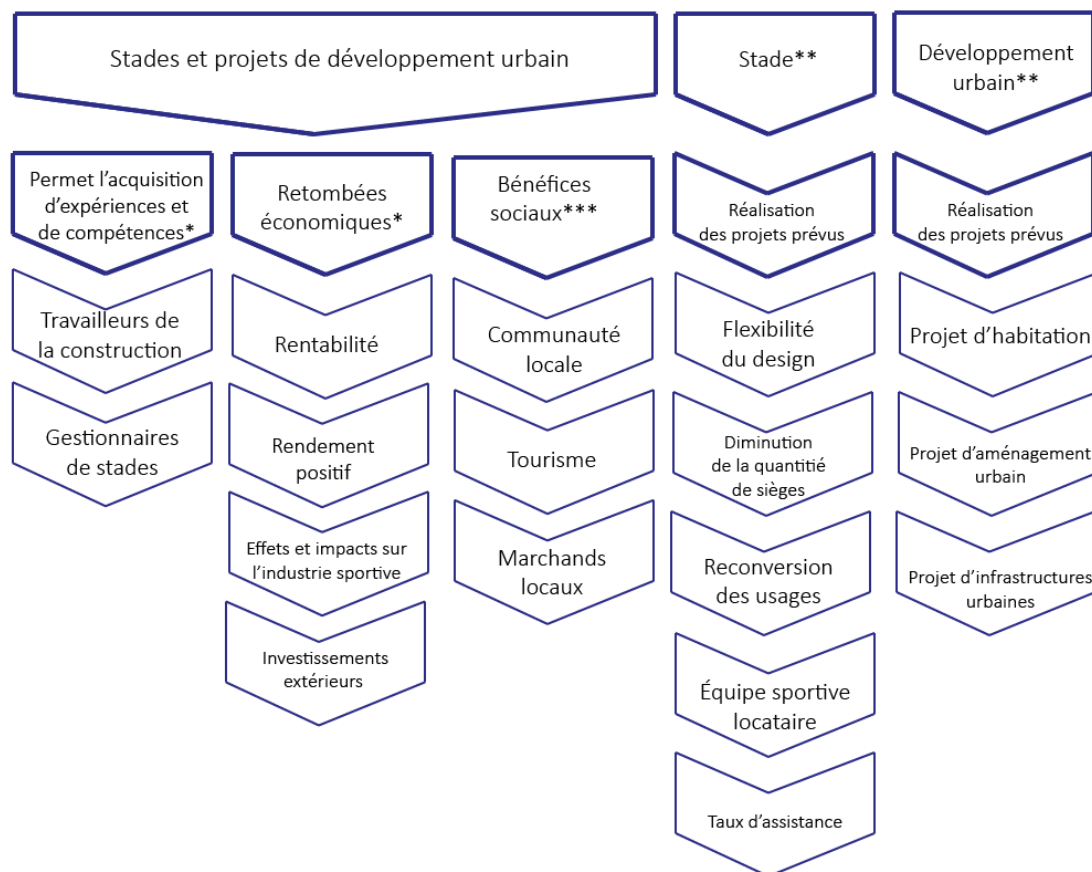 Stades et projets de développement urbain
Stade**
Développement
urbain**
Permet l'acquisition
d'expériences et
de compétences*
Retombées
économiques*
Bénéfices
sociaux***
Réalisation
des projets prévus
Réalisation
des projets prévus
Travailleurs de
la construction
Rentabilité
Communauté
locale
Flexibilité
du design
Projet d'habitation
Gestionnaires
de stades
Rendement
positif
Tourisme
Diminution
de la quantitié
de sièges
Projet d'aménagement
urbain
Effets et impacts sur
l'industrie sportive
Marchands
locaux
Reconversion
des usages
Projet d'infrastructures
urbaines
Investissements
extérieurs
Équipe sportive
locataire
Taux d'assistance